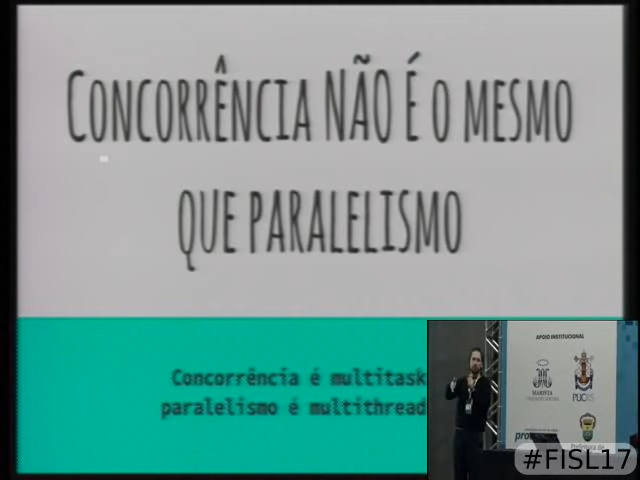 CONCORRÊNCIA NÃO É O MESMO
QUE PARALELISMO
Concorrência é multitask
paralelismo é multithread
APOIO INSTITUCIONAL
MARISTA
PUCRS
#FISL17